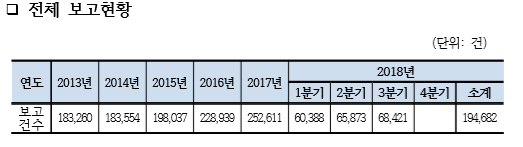 ❑ 전체 보고현황
(단위: 건)
연도 2013년 2014년 2015년 2016년 2017년 2018년
1분기 2분기 3분기 4분기 소계
보고
건수 183,260 183,554 198,037 228,939 252,611 60,388 65,873 68,421 194,682